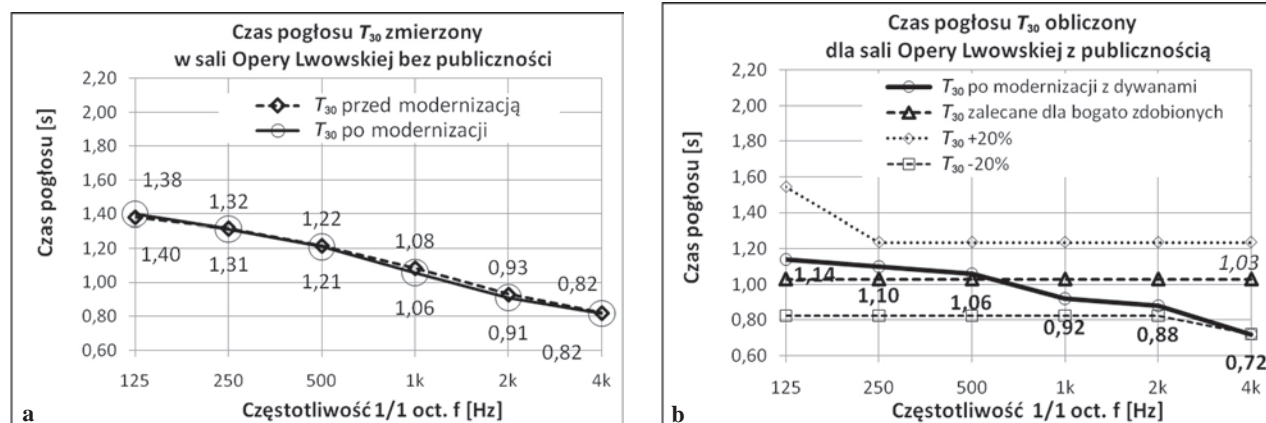 Czas pogłosu T₃₀ zmierzony
w sali Opery Lwowskiej bez publiczności
2,20
2,00
1,80
1,60
1,40
1,20
1,00
0,80
0,60
Czas pogłosu [s]
T₃₀ przed modernizacją
T₃₀ po modernizacji
1,38
1,32
1,22
1,08
0,93
0,82
1,40
1,31
1,21
1,06
0,91
0,82
125 250 500 1k 2k 4k
Częstotliwość 1/1 oct. f [Hz]
a
Czas pogłosu T₃₀ obliczony
dla sali Opery Lwowskiej z publicznością
2,20
2,00
1,80
1,60
1,40
1,20
1,00
0,80
0,60
Czas pogłosu [s]
T₃₀ po modernizacji z dywanami
T₃₀ zalecane dla bogato zdobionych
T₃₀ +20%
T₃₀ -20%
1,03
1,14
1,10
1,06
0,92
0,88
0,72
125 250 500 1k 2k 4k
Częstotliwość 1/1 oct. f [Hz]
b